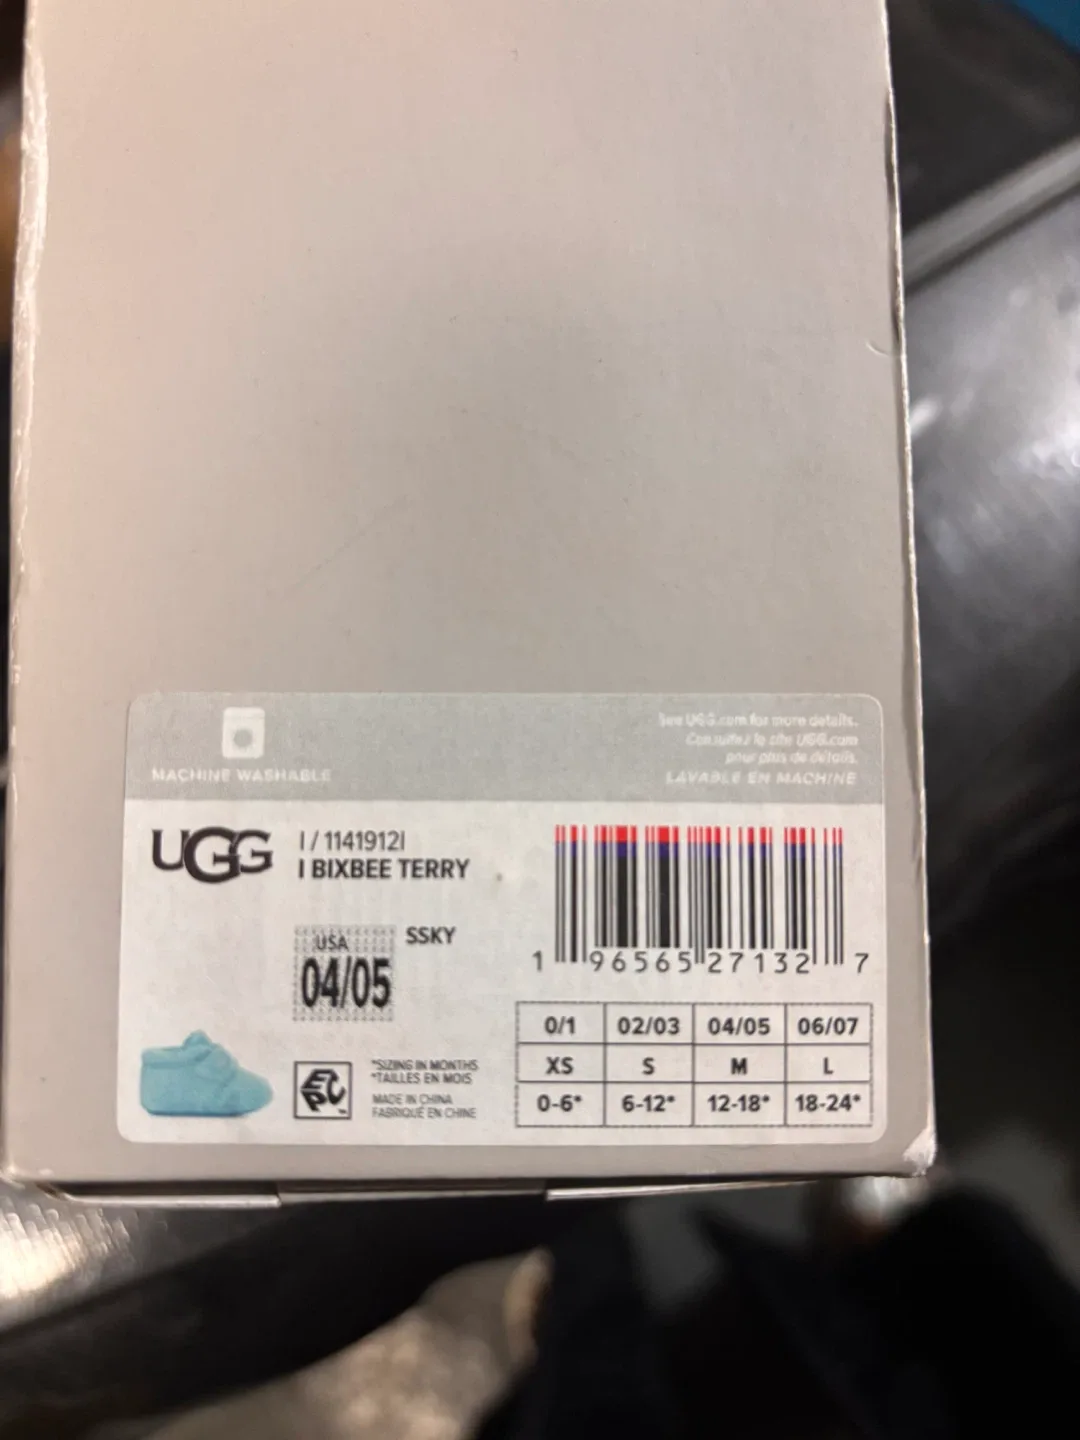 MACHINE WASHABLE
See UGG.com for more details.
Consultez le site UGG.com
pour plus de détails.
LAVABLE EN MACHINE
UGG
I / 1141912I
I BIXBEE TERRY
SSKY
USA
04/05
1 96565 27132 7
*SIZING IN MONTHS
*TAILLES EN MOIS
MADE IN CHINA
FABRIQUÉ EN CHINE
EPC
™
0/1 02/03 04/05 06/07
XS S M L
0-6* 6-12* 12-18* 18-24*